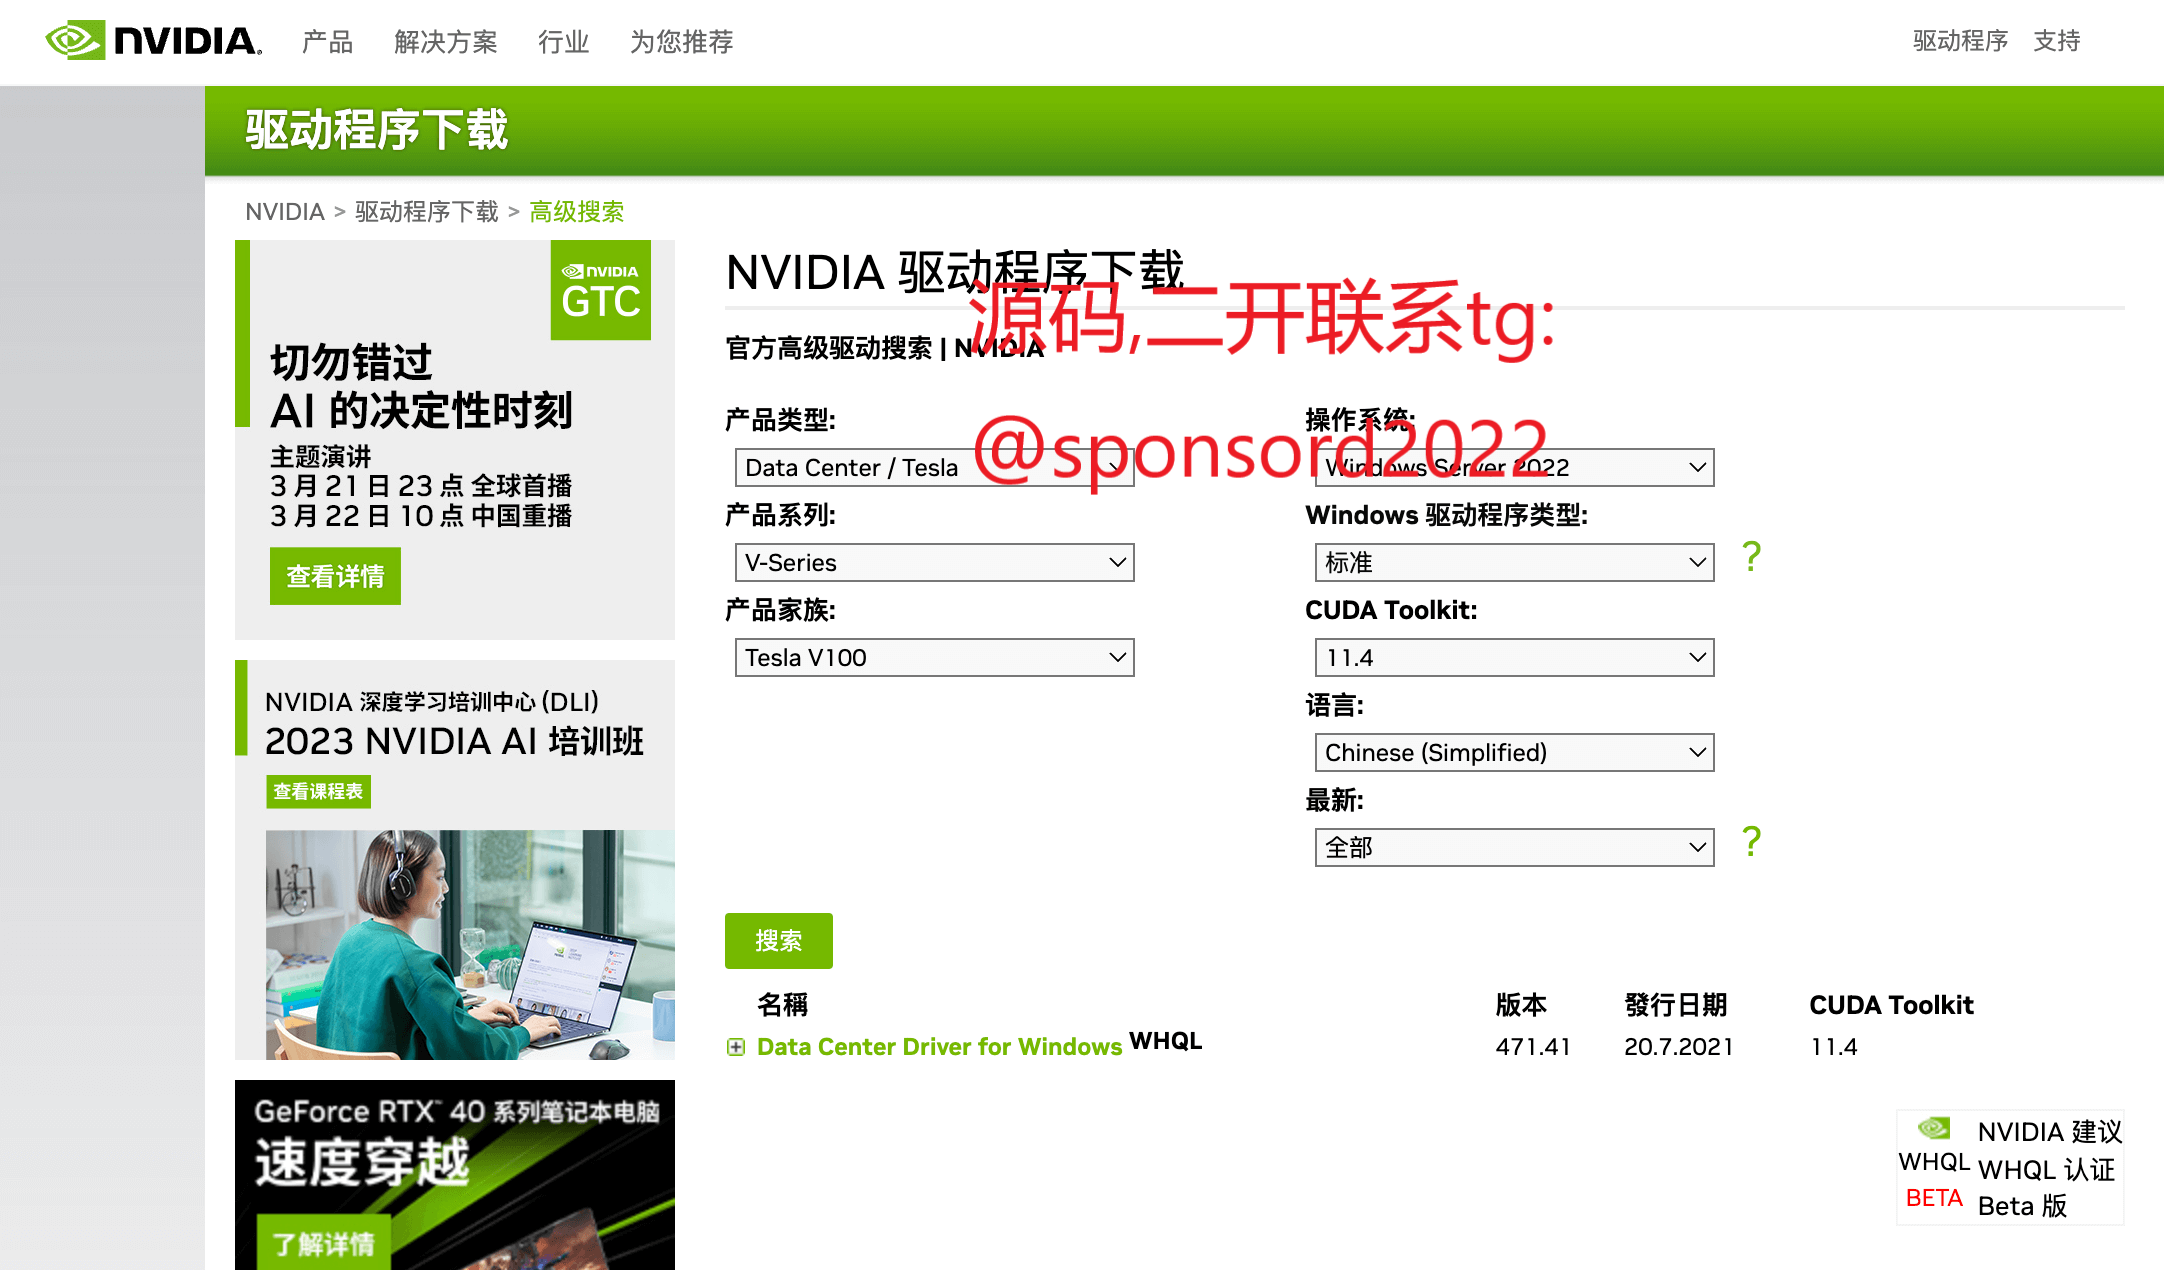 NVIDIA.
产品 解决方案 行业 为您推荐
驱动程序 支持
驱动程序下载
NVIDIA > 驱动程序下载 > 高级搜索
NVIDIA
GTC
切勿错过
AI 的决定性时刻
主题演讲
3 月 21 日 23 点 全球首播
3 月 22 日 10 点 中国重播
查看详情
NVIDIA 深度学习培训中心 (DLI)
2023 NVIDIA AI 培训班
查看课程表
GeForce RTX™ 40 系列笔记本电脑
速度穿越
了解详情
NVIDIA 驱动程序下载
源码,二开联系tg:
@sponsord2022
官方高级驱动搜索 | NVIDIA
产品类型:
Data Center / Tesla
产品系列:
V-Series
产品家族:
Tesla V100
操作系统:
Windows Server 2022
Windows 驱动程序类型:
标准
?
CUDA Toolkit:
11.4
语言:
Chinese (Simplified)
最新:
全部
?
搜索
名稱 版本 發行日期 CUDA Toolkit
Data Center Driver for Windows WHQL 471.41 20.7.2021 11.4
NVIDIA 建议
WHQL WHQL 认证
BETA Beta 版